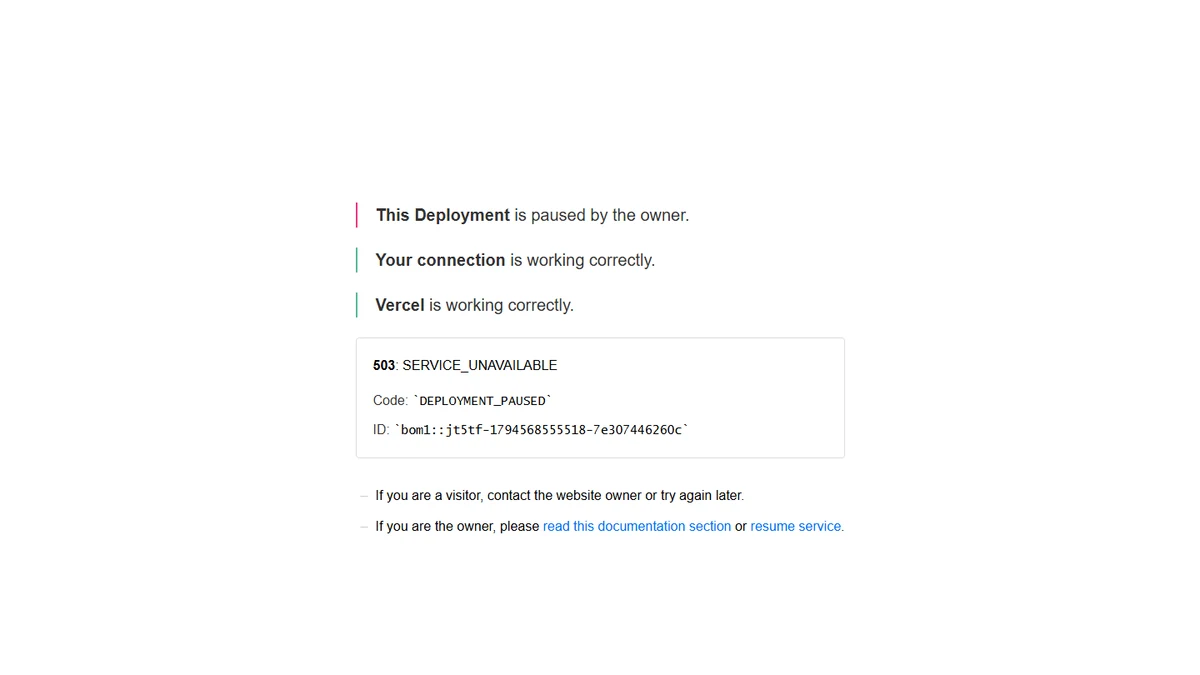 This Deployment is paused by the owner.
Your connection is working correctly.
Vercel is working correctly.
503: SERVICE_UNAVAILABLE
Code: `DEPLOYMENT_PAUSED`
ID: `bom1::jt5tf-1794568555518-7e307446260c`
– If you are a visitor, contact the website owner or try again later.
– If you are the owner, please read this documentation section or resume service.